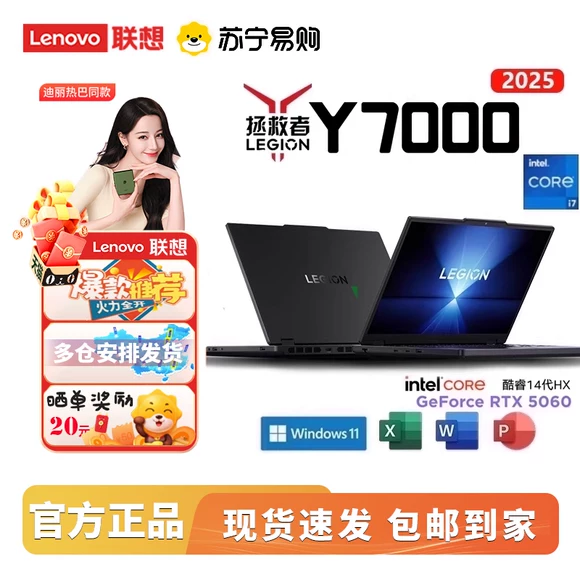 Lenovo 联想 苏宁易购
2025
迪丽热巴同款
拯救者
LEGION
Y7000
intel.
CORE
i7
Lenovo 联想
爆款推荐
火力全开
多仓安排发货
晒单奖励
20元
LEGION
LEGION
intel CORE 酷睿14代HX
GeForce RTX 5060
Windows 11
X
W
P
官方正品 现货速发 包邮到家